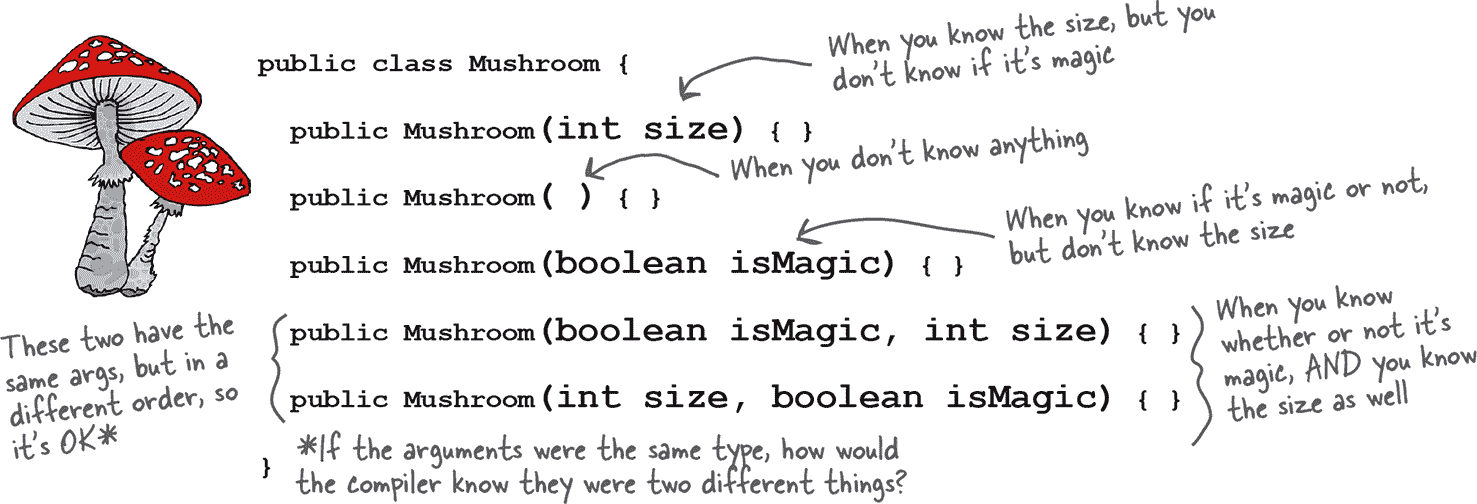 public class Mushroom {
When you know the size, but you
don't know if it's magic
public Mushroom(int size) { }
When you don't know anything
public Mushroom( ) { }
When you know if it's magic or not,
but don't know the size
public Mushroom(boolean isMagic) { }
These two have the
same args, but in a
different order, so
it's OK*
public Mushroom(boolean isMagic, int size) { }
public Mushroom(int size, boolean isMagic) { }
When you know
whether or not it's
magic, AND you know
the size as well
}
*If the arguments were the same type, how would
the compiler know they were two different things?